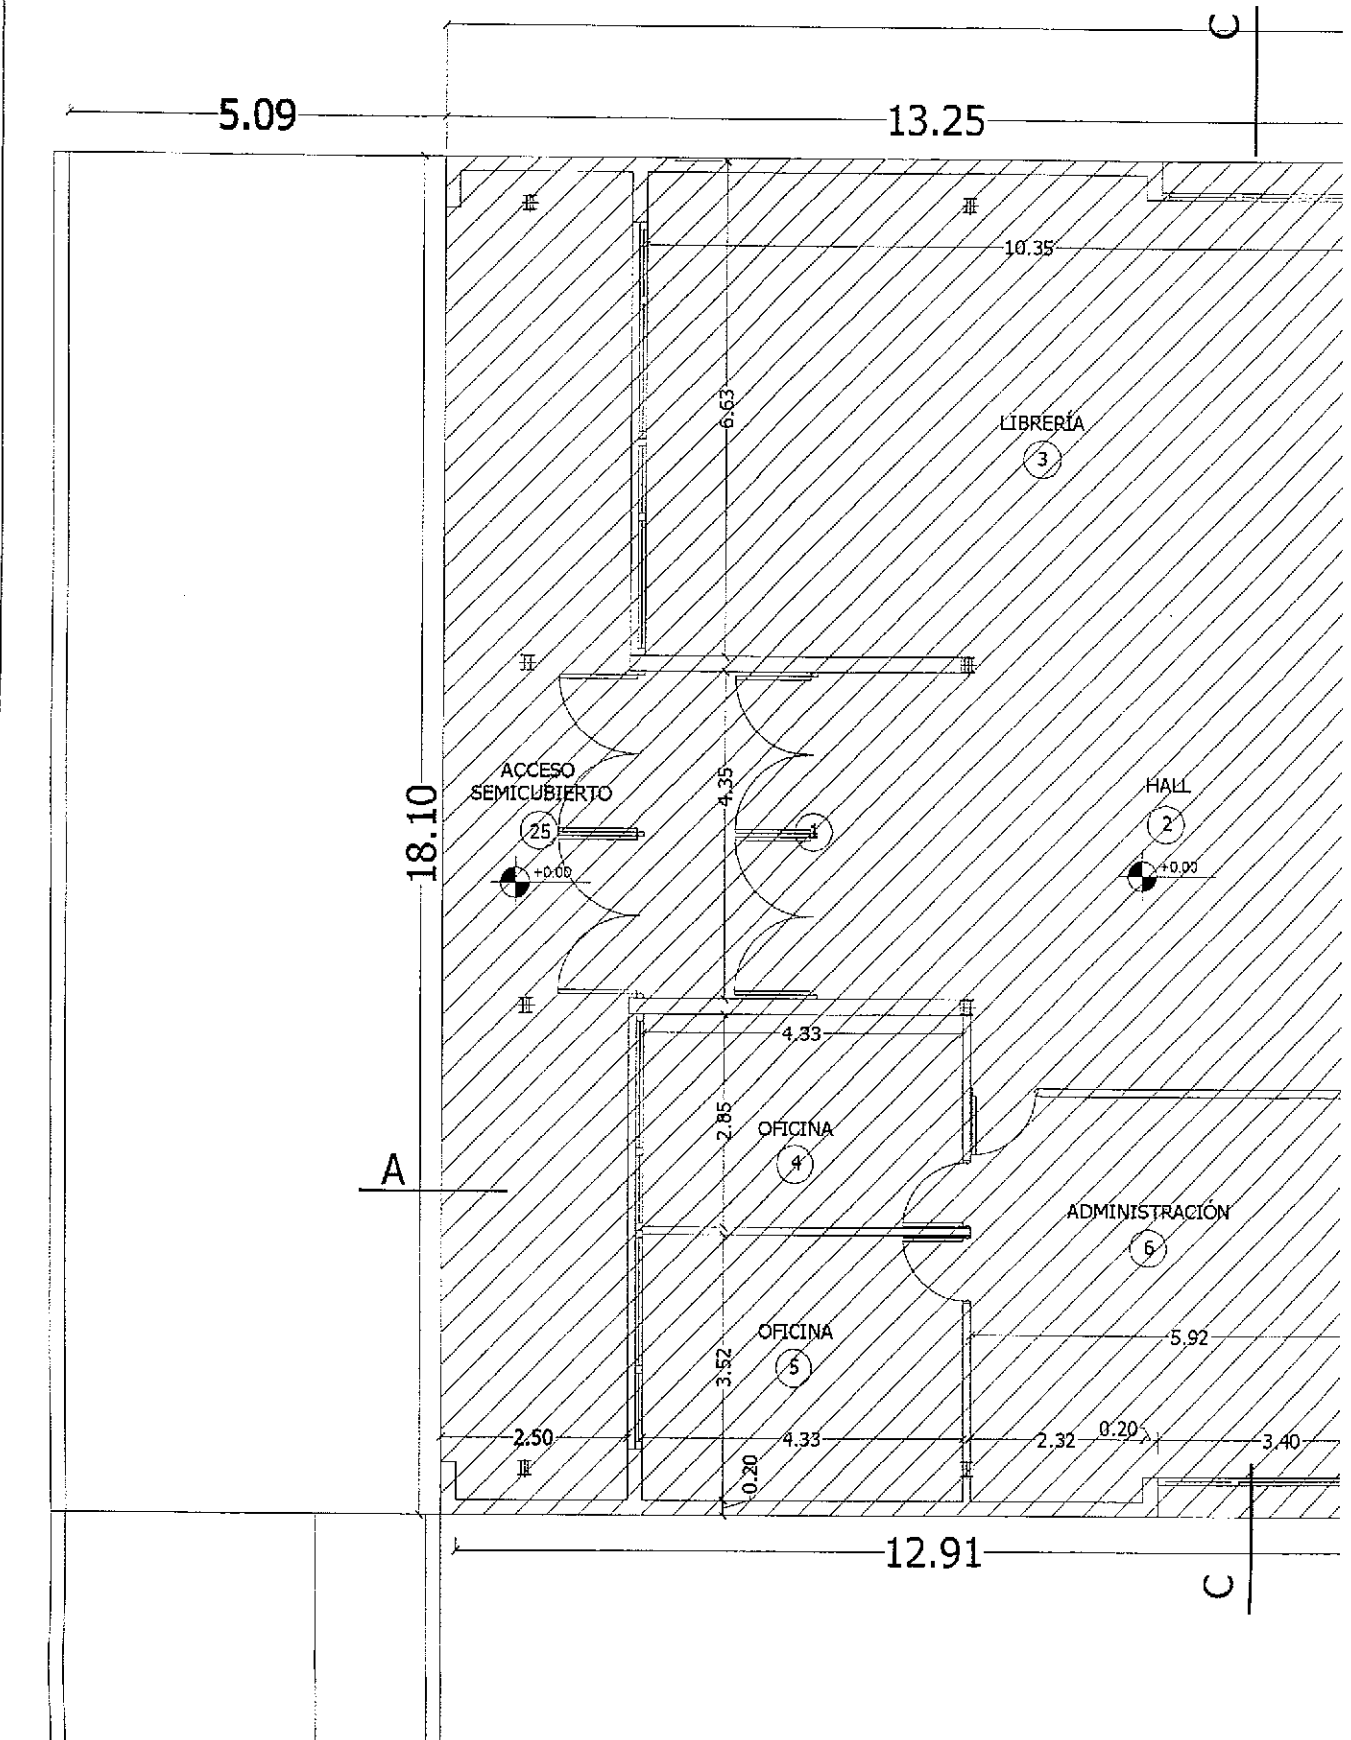 C
5.09
13.25
10.35
6.63
LIBRERÍA
3
ACCESO
SEMICUBIERTO
25
+0.00
4.35
1
HALL
2
+0.00
18.10
4.33
2.85
OFICINA
4
A
ADMINISTRACIÓN
6
OFICINA
5
3.52
5.92
2.50
4.33
2.32
0.20
3.40
0.20
12.91
C